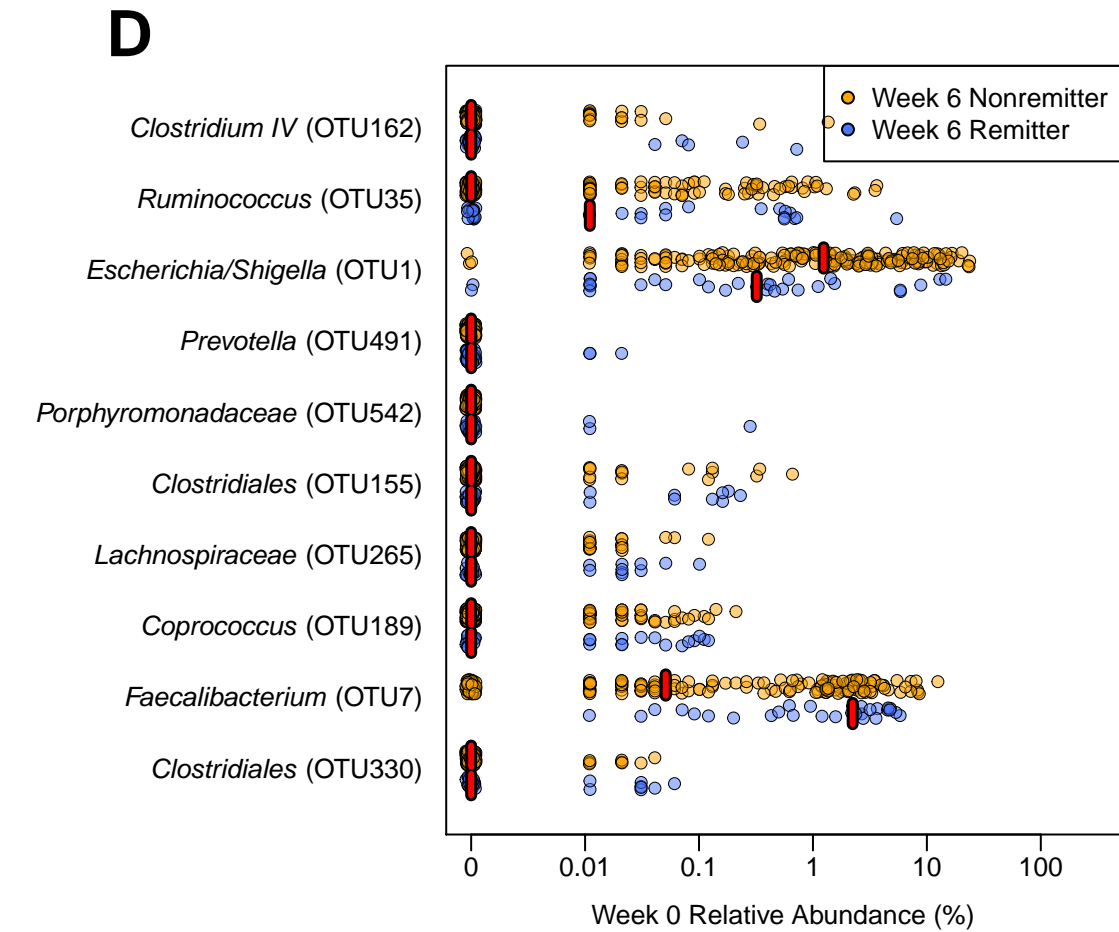 D
Week 6 Nonremitter
Week 6 Remitter
Clostridium IV (OTU162)
Ruminococcus (OTU35)
Escherichia/Shigella (OTU1)
Prevotella (OTU491)
Porphyromonadaceae (OTU542)
Clostridiales (OTU155)
Lachnospiraceae (OTU265)
Coprococcus (OTU189)
Faecalibacterium (OTU7)
Clostridiales (OTU330)
0 0.01 0.1 1 10 100
Week 0 Relative Abundance (%)